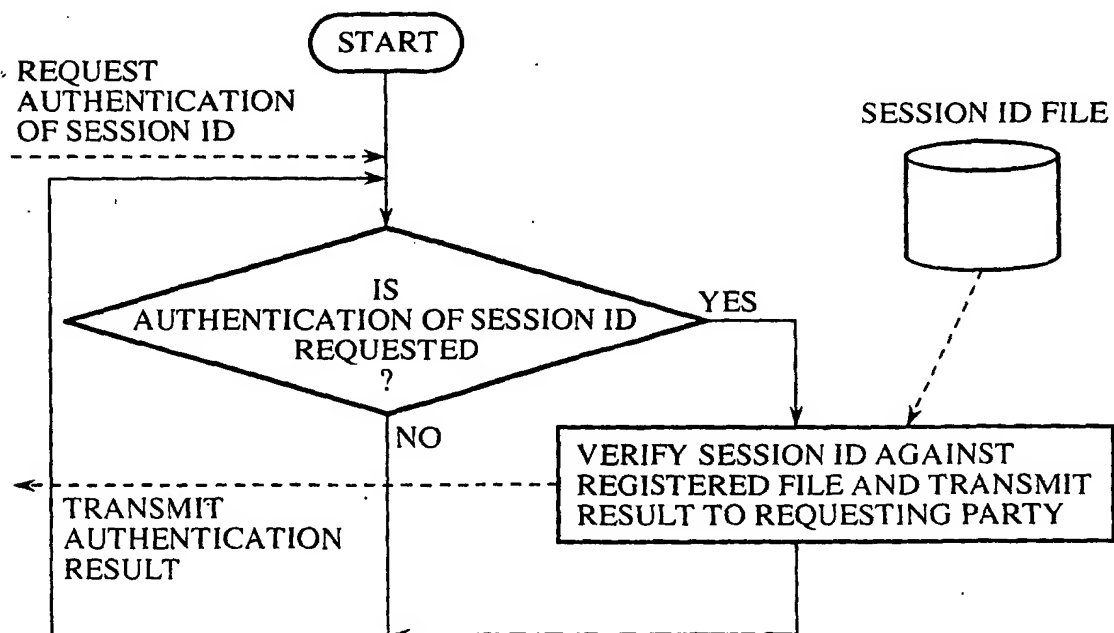 START
REQUEST
AUTHENTICATION
OF SESSION ID
SESSION ID FILE
IS
AUTHENTICATION OF SESSION ID
REQUESTED
?
YES
NO
VERIFY SESSION ID AGAINST
REGISTERED FILE AND TRANSMIT
RESULT TO REQUESTING PARTY
TRANSMIT
AUTHENTICATION
RESULT